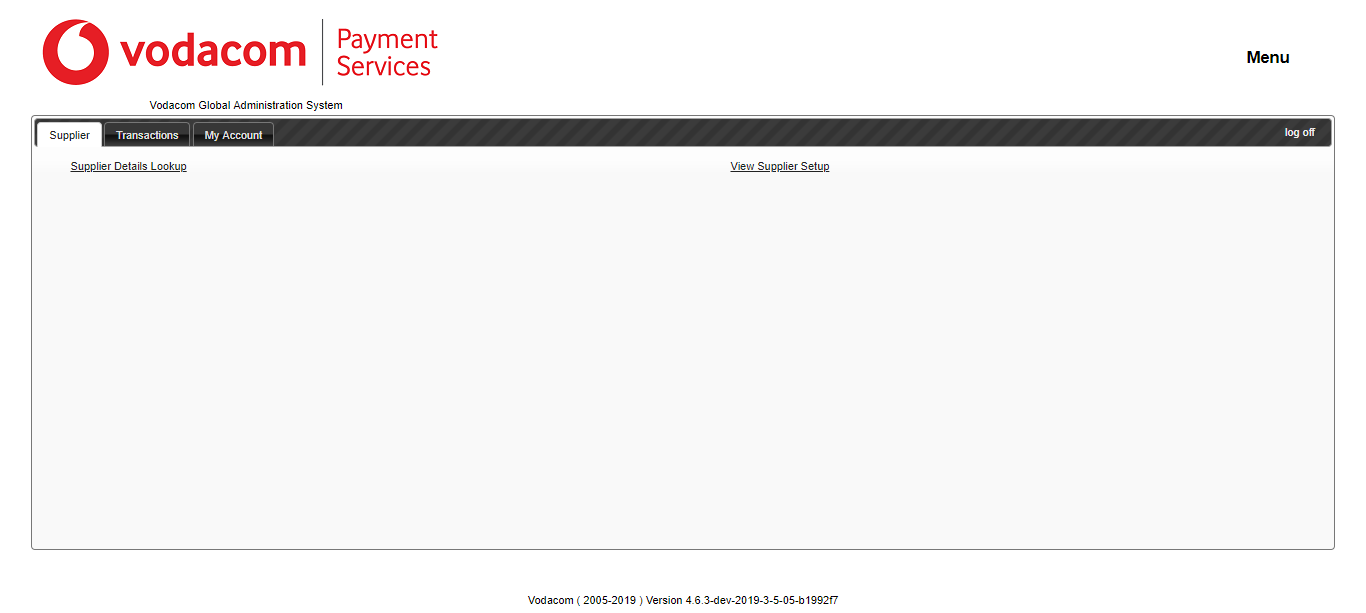 vodacom
Payment
Services
Menu
Vodacom Global Administration System
Supplier Transactions My Account log off
Supplier Details Lookup View Supplier Setup
Vodacom ( 2005-2019 ) Version 4.6.3-dev-2019-3-5-05-b1992f7